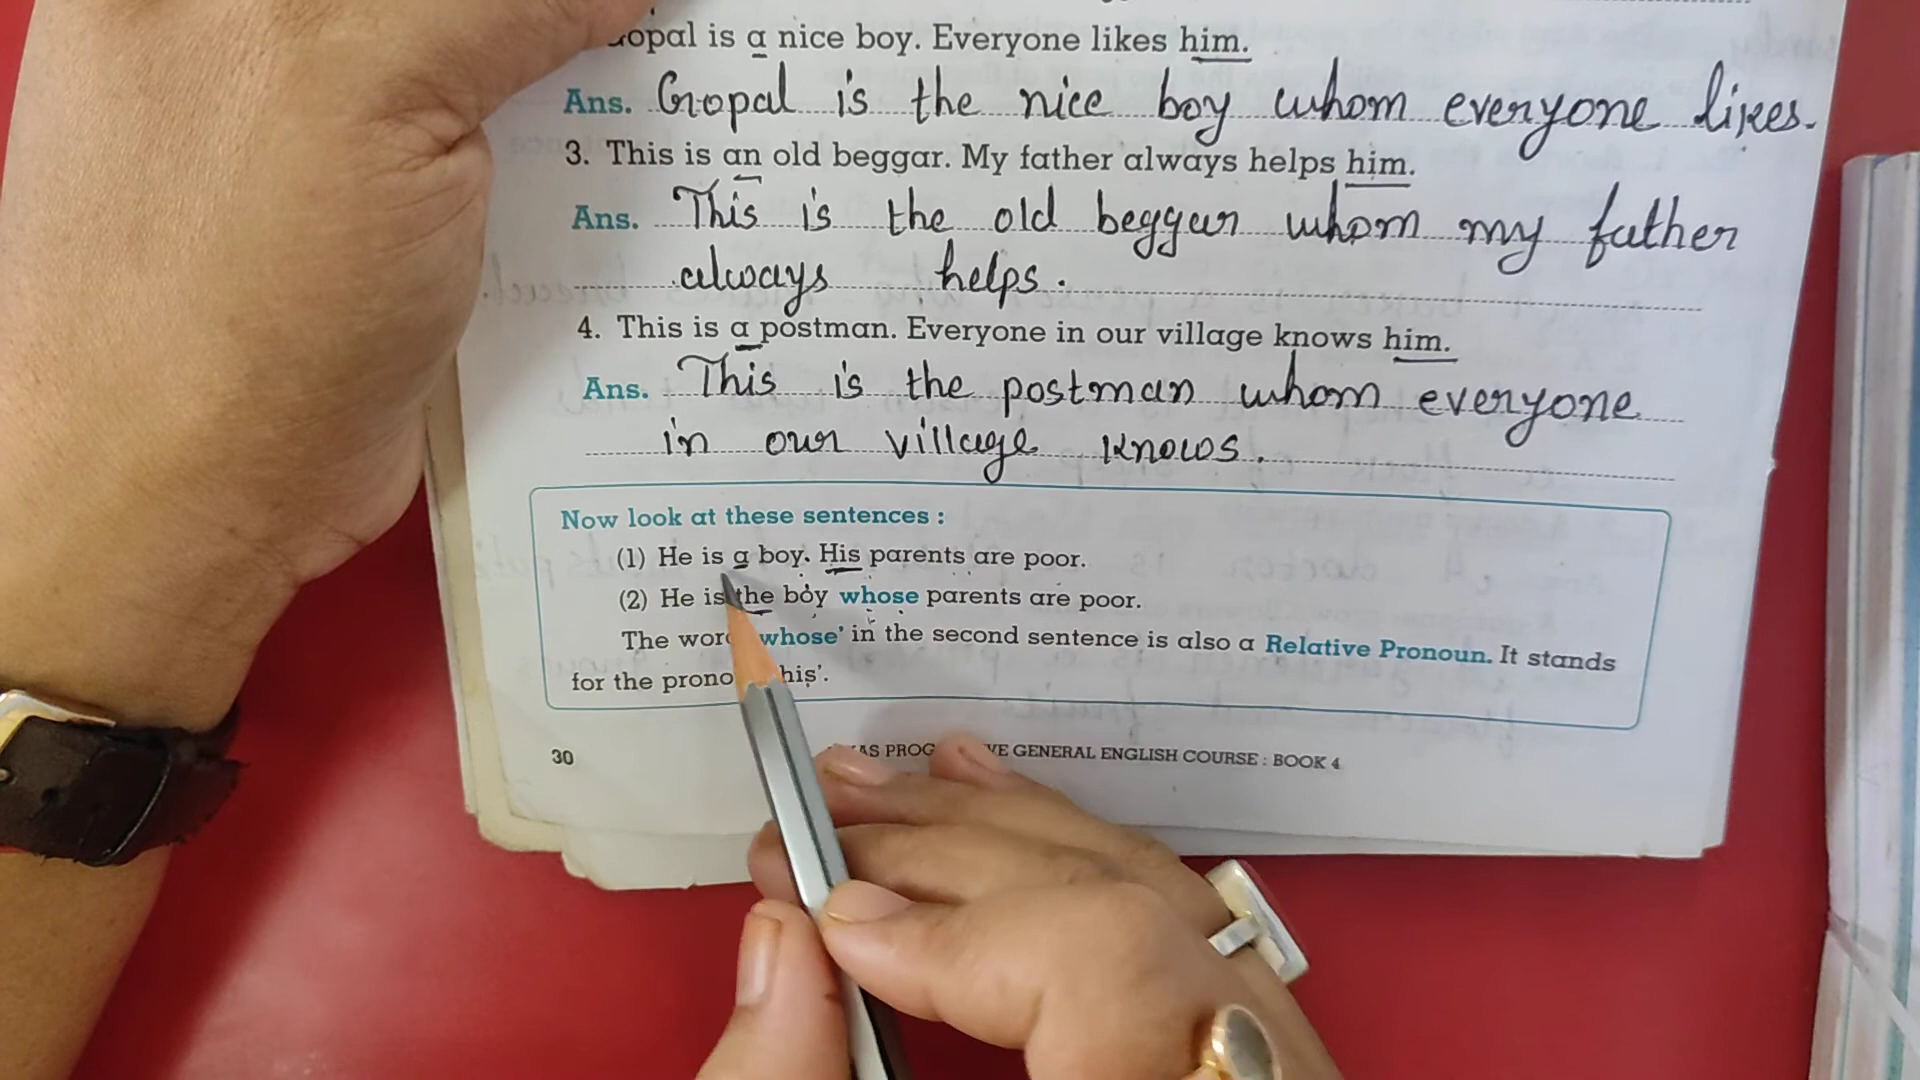 opal is a nice boy. Everyone likes him.
Ans. Gopal is the nice boy whom everyone likes.
3. This is an old beggar. My father always helps him.
Ans. This is the old beggar whom my father
always helps.
4. This is a postman. Everyone in our village knows him.
Ans. This is the postman whom everyone
in our village knows.
Now look at these sentences :
(1) He is a boy. His parents are poor.
(2) He is the boy whose parents are poor.
The word 'whose' in the second sentence is also a Relative Pronoun. It stands
for the prono his'.
30
AS PROG VE GENERAL ENGLISH COURSE : BOOK 4